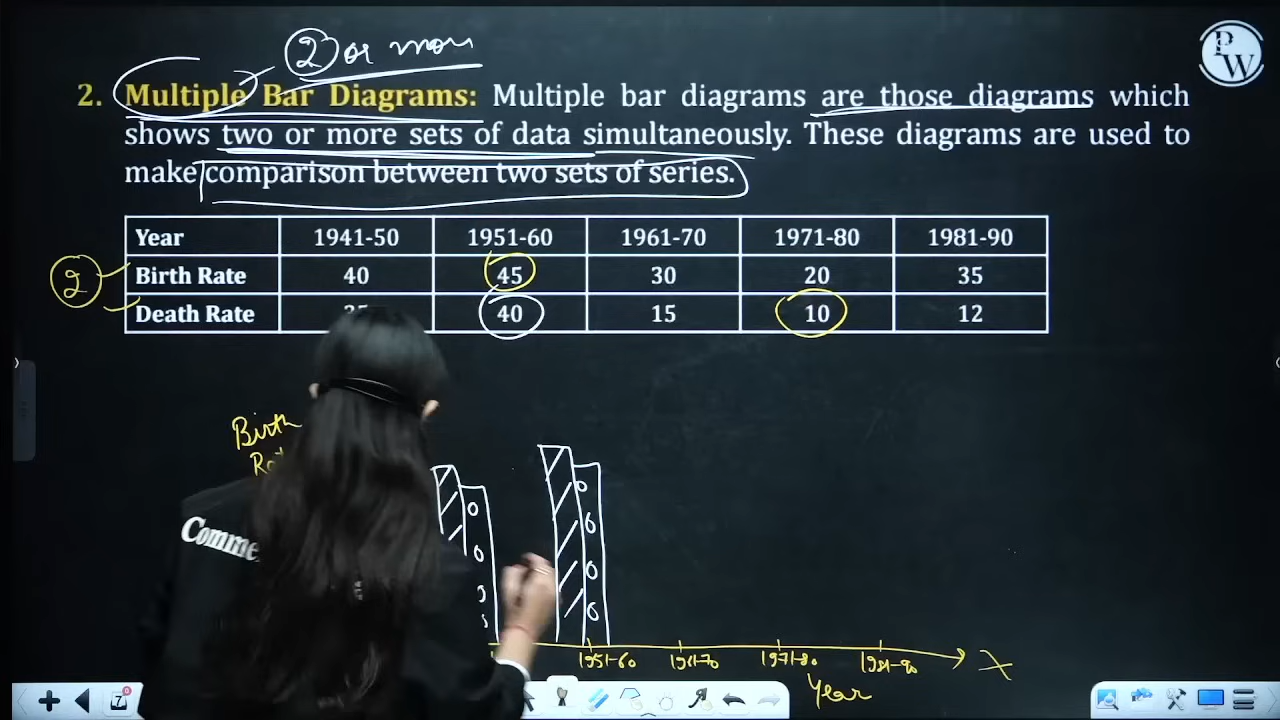 ② or more
2. Multiple Bar Diagrams: Multiple bar diagrams are those diagrams which
shows two or more sets of data simultaneously. These diagrams are used to
make comparison between two sets of series.
Year 1941-50 1951-60 1961-70 1971-80 1981-90
② Birth Rate 40 45 30 20 35
Death Rate 40 15 10 12
Birth
Comme
1951-60 1961-70 1971-80 1981-90 X
Year
PW